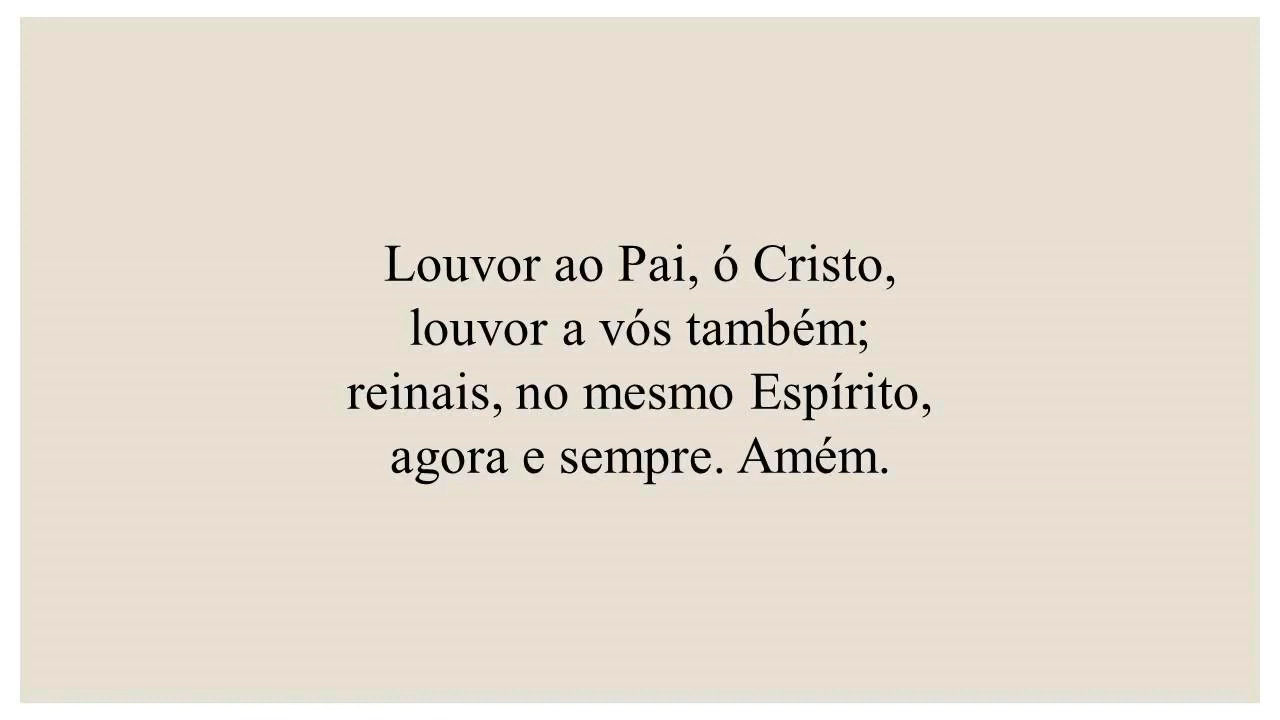 Louvor ao Pai, ó Cristo,
louvor a vós também;
reinais, no mesmo Espírito,
agora e sempre. Amém.